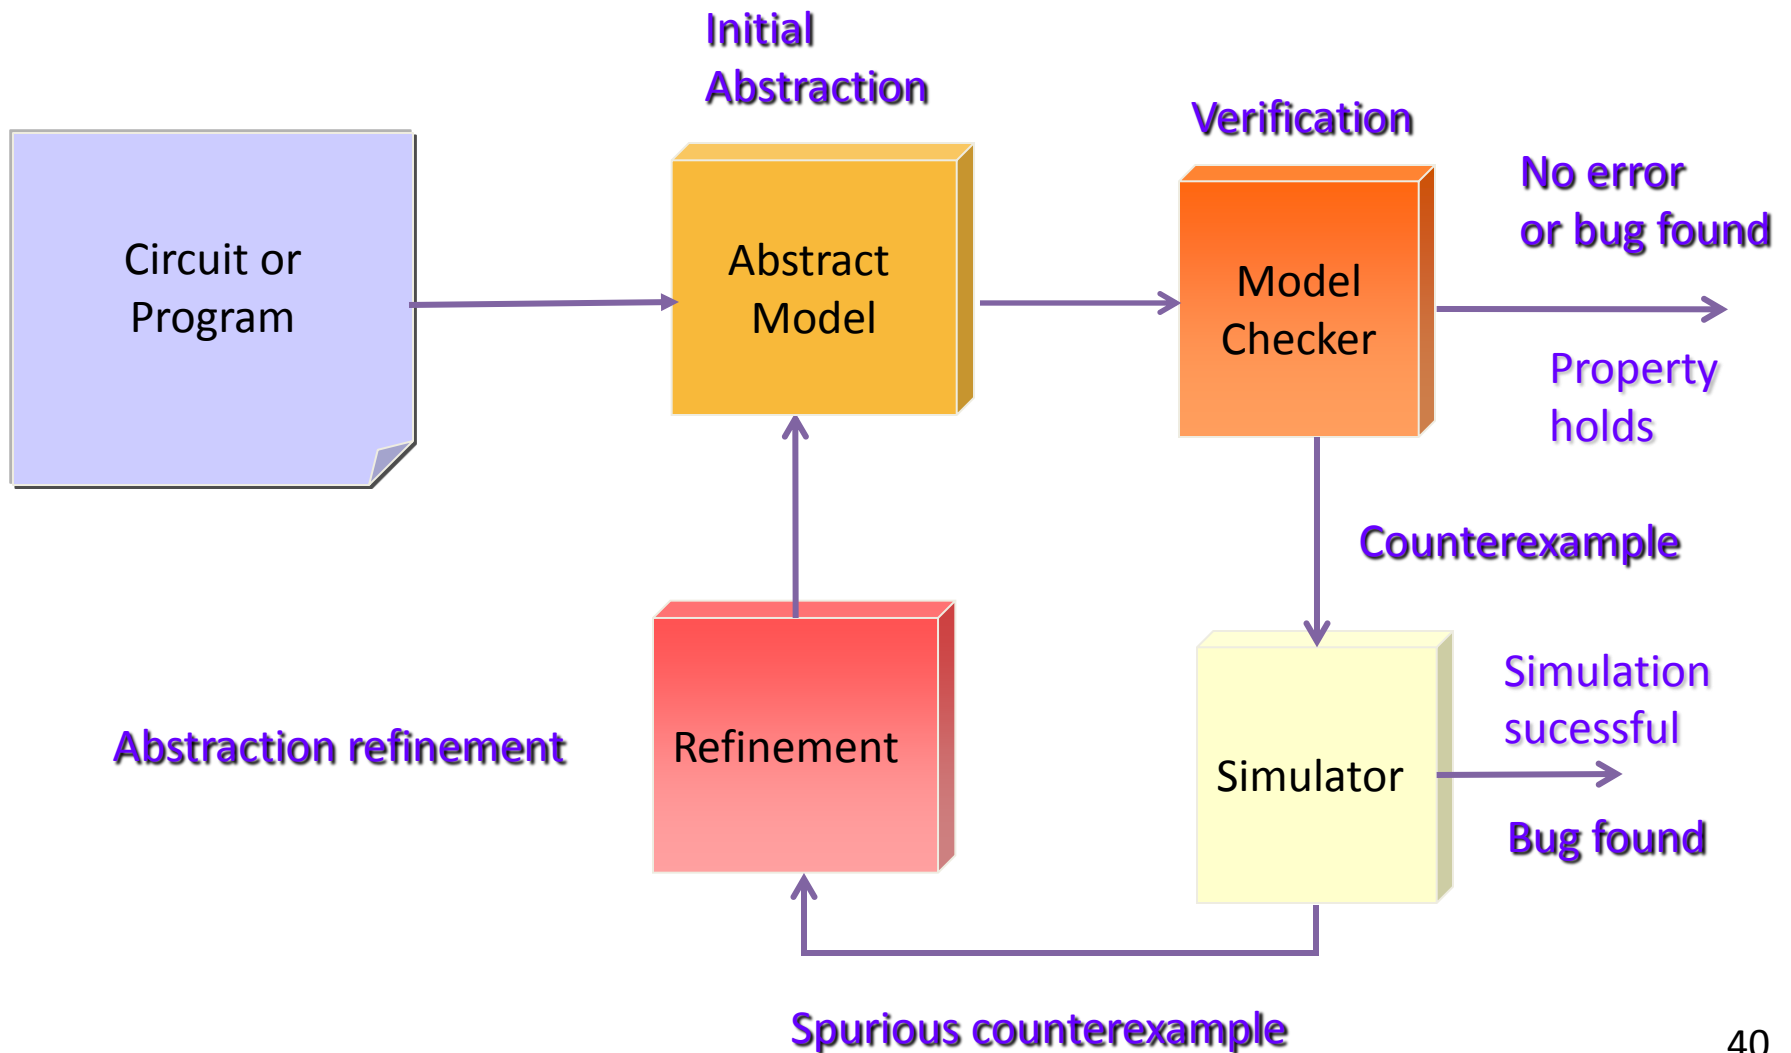 Initial
Abstraction
Verification
No error
or bug found
Circuit or
Program
Abstract
Model
Model
Checker
Property
holds
Counterexample
Simulation
sucessful
Abstraction refinement
Refinement
Simulator
Bug found
Spurious counterexample
40